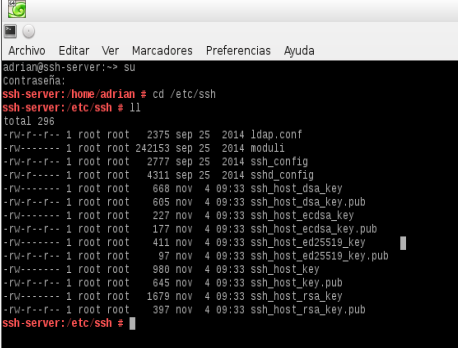 Archivo Editar Ver Marcadores Preferencias Ayuda
adrian@ssh-server:~> su
Contraseña:
ssh-server:/home/adrian # cd /etc/ssh
ssh-server:/etc/ssh # ll
total 296
-rw-r--r-- 1 root root 2375 sep 25 2014 ldap.conf
-rw------- 1 root root 242153 sep 25 2014 moduli
-rw-r--r-- 1 root root 2777 sep 25 2014 ssh_config
-rw-r----- 1 root root 4311 sep 25 2014 sshd_config
-rw------- 1 root root 668 nov 4 09:33 ssh_host_dsa_key
-rw-r--r-- 1 root root 605 nov 4 09:33 ssh_host_dsa_key.pub
-rw------- 1 root root 227 nov 4 09:33 ssh_host_ecdsa_key
-rw-r--r-- 1 root root 177 nov 4 09:33 ssh_host_ecdsa_key.pub
-rw------- 1 root root 411 nov 4 09:33 ssh_host_ed25519_key
-rw-r--r-- 1 root root 97 nov 4 09:33 ssh_host_ed25519_key.pub
-rw------- 1 root root 980 nov 4 09:33 ssh_host_key
-rw-r--r-- 1 root root 645 nov 4 09:33 ssh_host_key.pub
-rw------- 1 root root 1679 nov 4 09:33 ssh_host_rsa_key
-rw-r--r-- 1 root root 397 nov 4 09:33 ssh_host_rsa_key.pub
ssh-server:/etc/ssh #